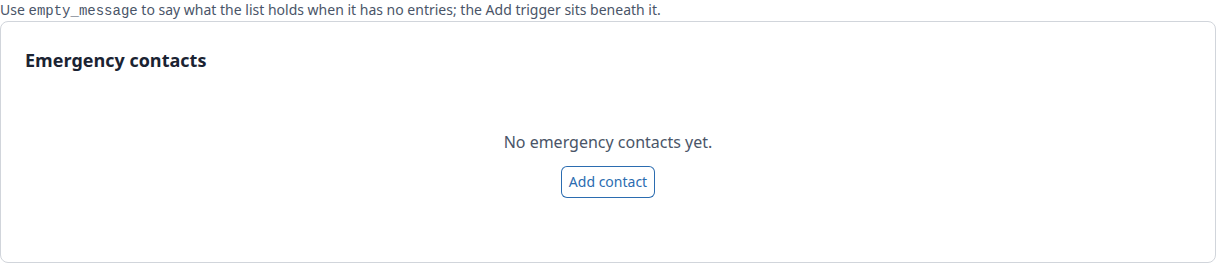 Use empty_message to say what the list holds when it has no entries; the Add trigger sits beneath it.
Emergency contacts
No emergency contacts yet.
Add contact